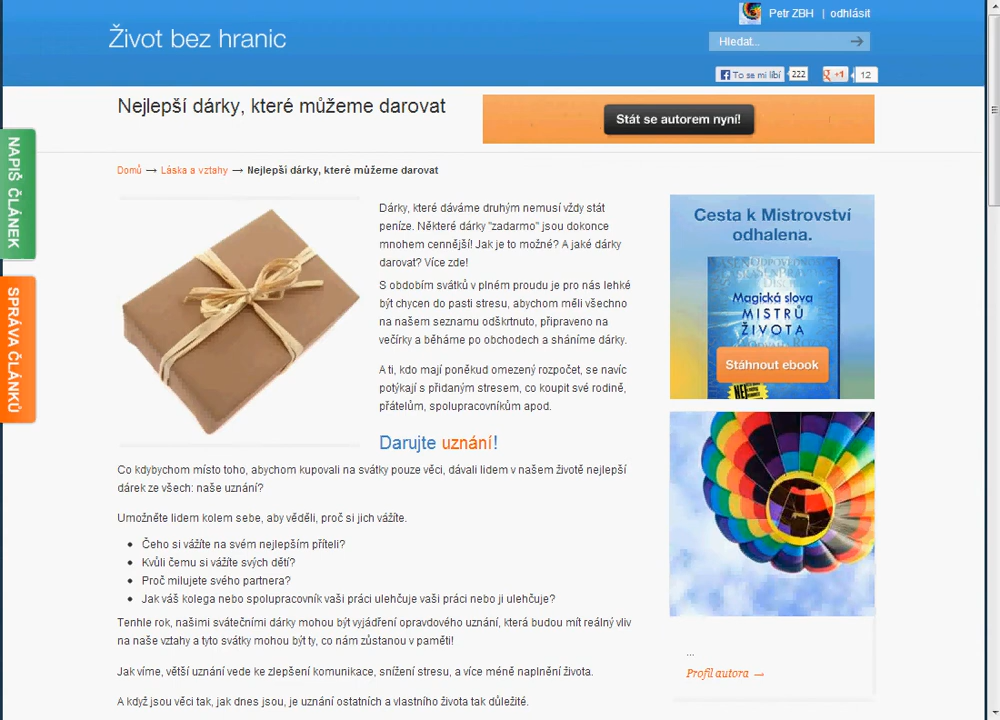 Petr ZBH | odhlásit
Život bez hranic
Hledat...
To se mi líbí 222 +1 12
Nejlepší dárky, které můžeme darovat
Stát se autorem nyní!
NAPIŠ ČLÁNEK
SPRÁVA ČLÁNKŮ
Domů → Láska a vztahy → Nejlepší dárky, které můžeme darovat
Dárky, které dáváme druhým nemusí vždy stát
peníze. Některé dárky "zadarmo" jsou dokonce
mnohem cennější! Jak je to možné? A jaké dárky
darovat? Více zde!
S obdobím svátků v plném proudu je pro nás lehké
být chycen do pasti stresu, abychom měli všechno
na našem seznamu odškrtnuto, připraveno na
večírky a běháme po obchodech a sháníme dárky.
A ti, kdo mají poněkud omezený rozpočet, se navíc
potýkají s přidaným stresem, co koupit své rodině,
přátelům, spolupracovníkům apod.
Darujte uznání!
Co kdybychom místo toho, abychom kupovali na svátky pouze věci, dávali lidem v našem životě nejlepší
dárek ze všech: naše uznání?
Umožněte lidem kolem sebe, aby věděli, proč si jich vážíte.
• Čeho si vážíte na svém nejlepším příteli?
• Kvůli čemu si vážíte svých dětí?
• Proč milujete svého partnera?
• Jak váš kolega nebo spolupracovník vaši práci ulehčuje vaši práci nebo ji ulehčuje?
Tenhle rok, našimi svátečními dárky mohou být vyjádření opravdového uznání, která budou mít reálný vliv
na naše vztahy a tyto svátky mohou být ty, co nám zůstanou v paměti!
Jak víme, větší uznání vede ke zlepšení komunikace, snížení stresu, a více méně naplnění života.
A když jsou věci tak, jak dnes jsou, je uznání ostatních a vlastního života tak důležité.
Cesta k Mistrovství
odhalena.
Magická slova
MISTRŮ
ŽIVOTA
Stáhnout ebook
...
Profil autora →